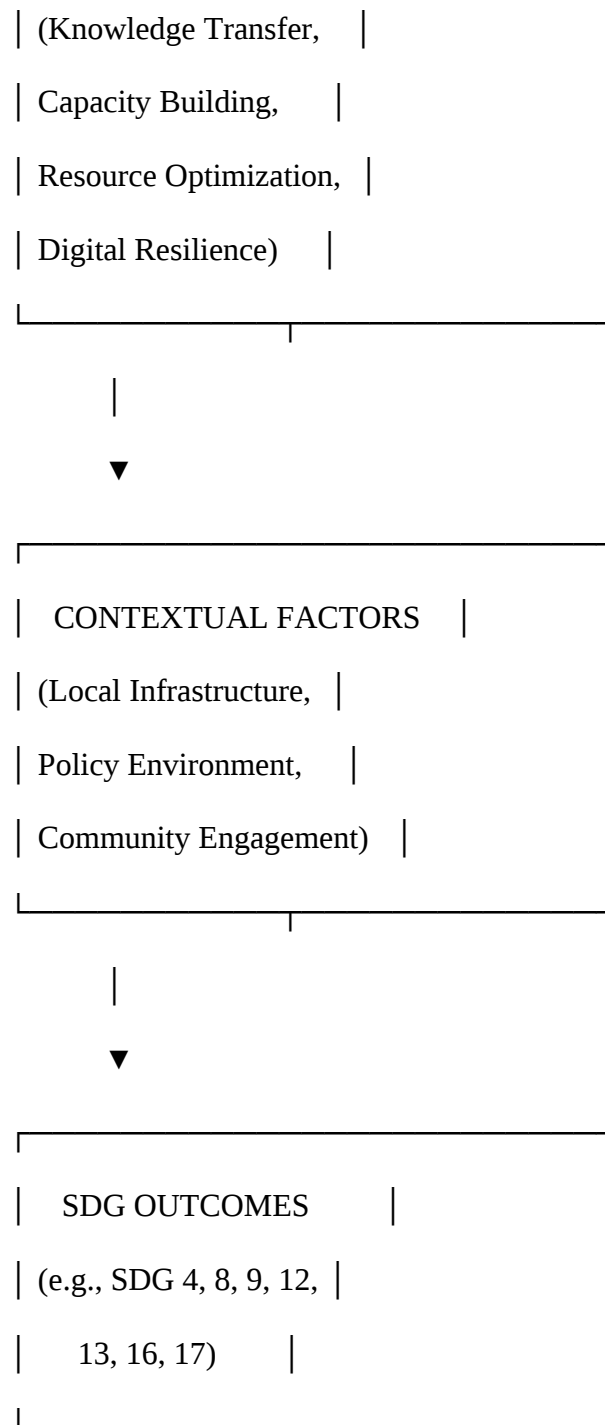 │ (Knowledge Transfer, │
│ Capacity Building, │
│ Resource Optimization, │
│ Digital Resilience) │
└───────────────┬──────────────────
│
▼
┌──────────────────────────────────
│ CONTEXTUAL FACTORS │
│ (Local Infrastructure, │
│ Policy Environment, │
│ Community Engagement) │
└───────────────┬──────────────────
│
▼
┌──────────────────────────────────
│ SDG OUTCOMES │
│ (e.g., SDG 4, 8, 9, 12, │
│ 13, 16, 17) │